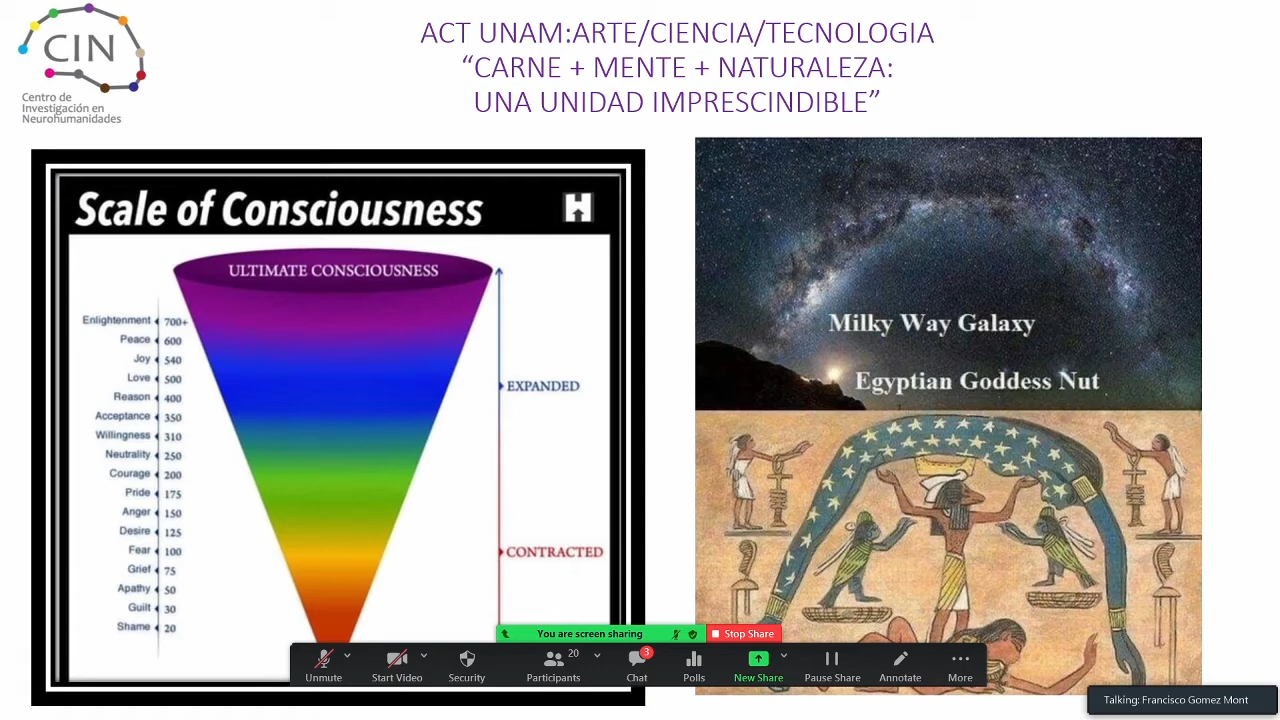 CIN
Centro de
Investigación en
Neurohumanidades
ACT UNAM:ARTE/CIENCIA/TECNOLOGIA
“CARNE + MENTE + NATURALEZA:
UNA UNIDAD IMPRESCINDIBLE”
Scale of Consciousness
H
ULTIMATE CONSCIOUSNESS
Enlightenment 700+
Peace 600
Joy 540
Love 500
Reason 400
Acceptance 350
Willingness 310
Neutrality 250
Courage 200
Pride 175
Anger 150
Desire 125
Fear 100
Grief 75
Apathy 50
Guilt 30
Shame 20
EXPANDED
CONTRACTED
Milky Way Galaxy
Egyptian Goddess Nut
You are screen sharing
Stop Share
Unmute
Start Video
Security
Participants 20
Chat 3
Polls
New Share
Pause Share
Annotate
More
Talking: Francisco Gomez Mont